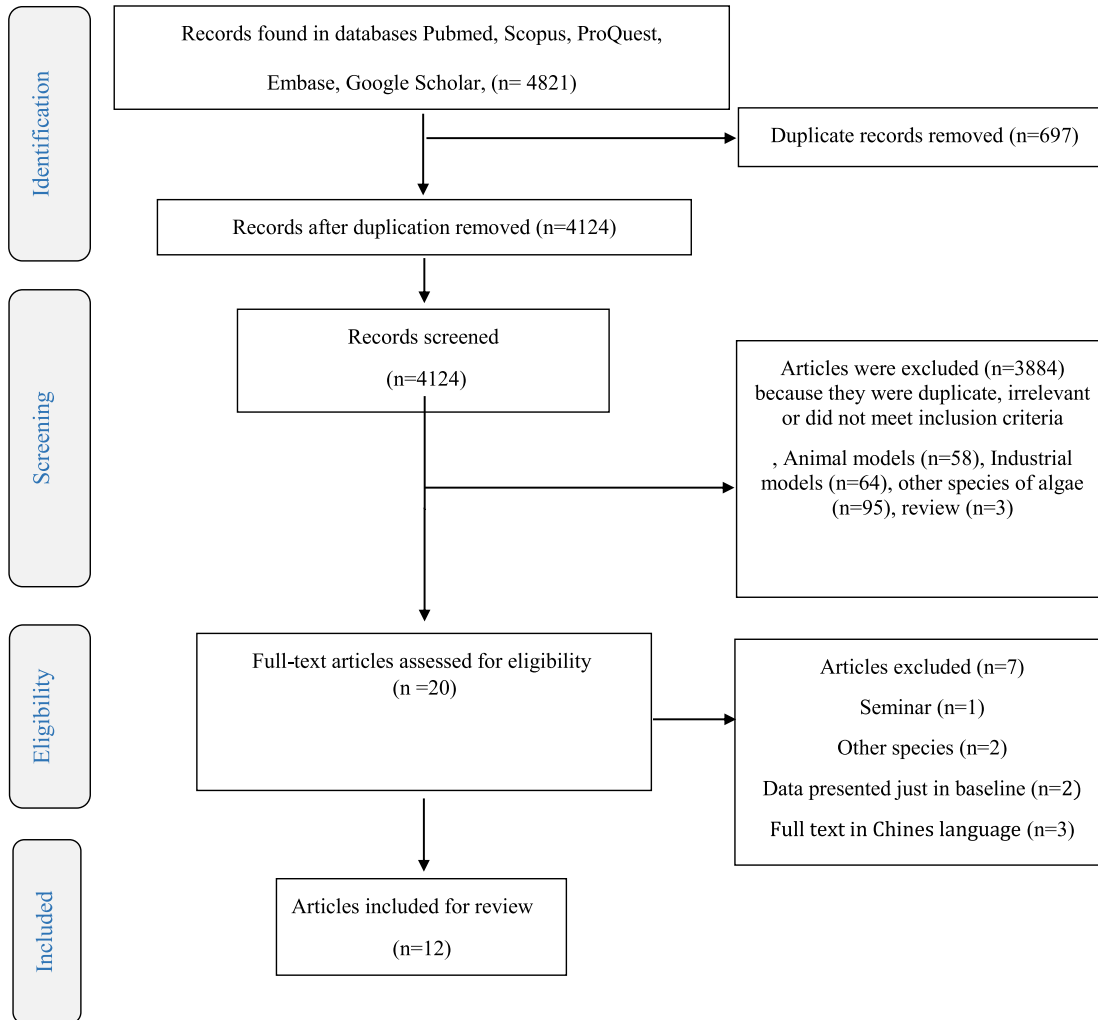 Identification
Records found in databases Pubmed, Scopus, ProQuest,
Embase, Google Scholar, (n= 4821)
Duplicate records removed (n=697)
Records after duplication removed (n=4124)
Screening
Records screened
(n=4124)
Articles were excluded (n=3884)
because they were duplicate, irrelevant
or did not meet inclusion criteria
, Animal models (n=58), Industrial
models (n=64), other species of algae
(n=95), review (n=3)
Eligibility
Full-text articles assessed for eligibility
(n =20)
Articles excluded (n=7)
Seminar (n=1)
Other species (n=2)
Data presented just in baseline (n=2)
Full text in Chines language (n=3)
Included
Articles included for review
(n=12)